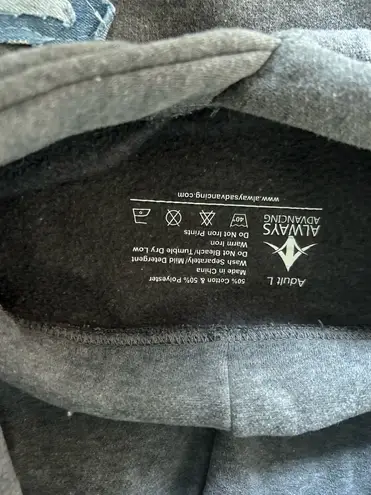 Adult L
ALWAYS
ADVANCING
50% Cotton & 50% Polyester
Made in China
Wash Separately/Mild Detergent
Do Not Bleach/Tumble Dry Low
Warm Iron
Do Not Iron Prints
40
www.alwaysadvancing.com